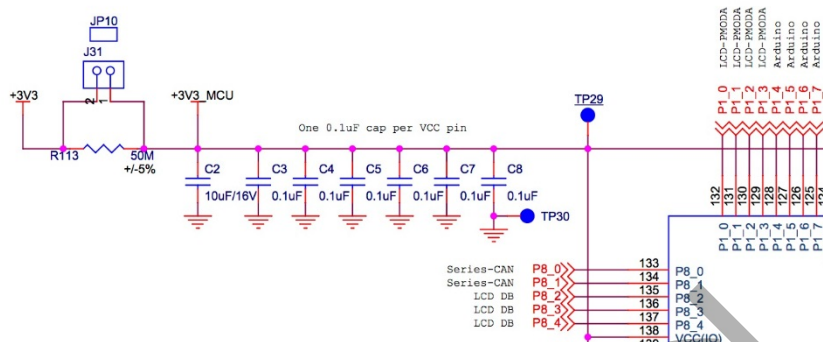 JP10
J31
+3V3
2
1
+3V3_MCU
One 0.1uF cap per VCC pin
R113
50M
+/-5%
C2
10uF/16V
C3
0.1uF
C4
0.1uF
C5
0.1uF
C6
0.1uF
C7
0.1uF
C8
0.1uF
TP29
TP30
LCD-PMODA
LCD-PMODA
LCD-PMODA
LCD-PMODA
Arduino
Arduino
Arduino
Arduino
P1_0
P1_1
P1_2
P1_3
P1_4
P1_5
P1_6
P1_7
132
131
130
129
128
127
126
125
124
P1_0
P1_1
P1_2
P1_3
P1_4
P1_5
P1_6
P1_7
Series-CAN P8_0 133 P8_0
Series-CAN P8_1 134 P8_1
LCD DB P8_2 135 P8_2
LCD DB P8_3 136 P8_3
LCD DB P8_4 137 P8_4
138 VCC(IO)
139